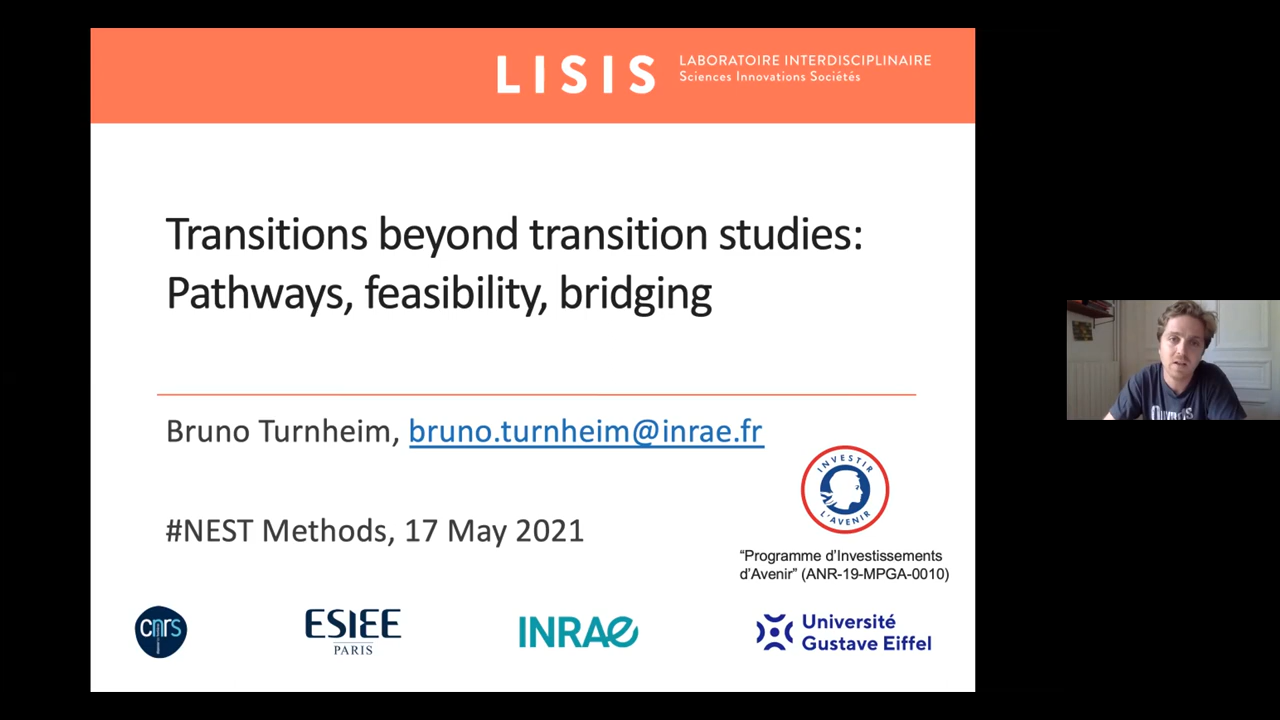 LISIS
LABORATOIRE INTERDISCIPLINAIRE
Sciences Innovations Sociétés
Transitions beyond transition studies:
Pathways, feasibility, bridging
Bruno Turnheim, bruno.turnheim@inrae.fr
INVESTIR
L'AVENIR
#NEST Methods, 17 May 2021
“Programme d’Investissements
d’Avenir” (ANR-19-MPGA-0010)
cnrs
ESIEE
PARIS
INRAE
Université
Gustave Eiffel